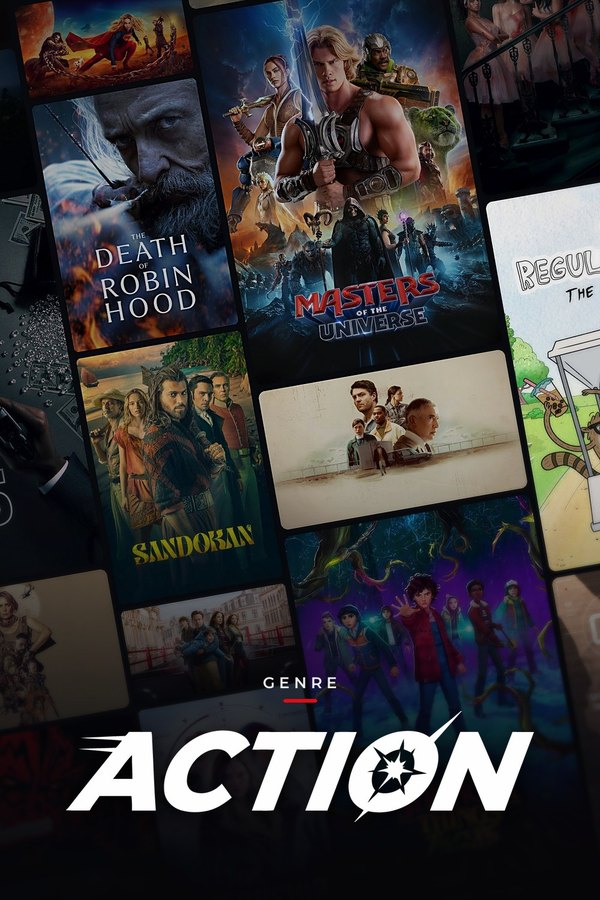 THE
DEATH
OF
ROBIN
HOOD
MASTERS
OF THE
UNIVERSE
REGUL
THE
SANDOKAN
GENRE
ACTION